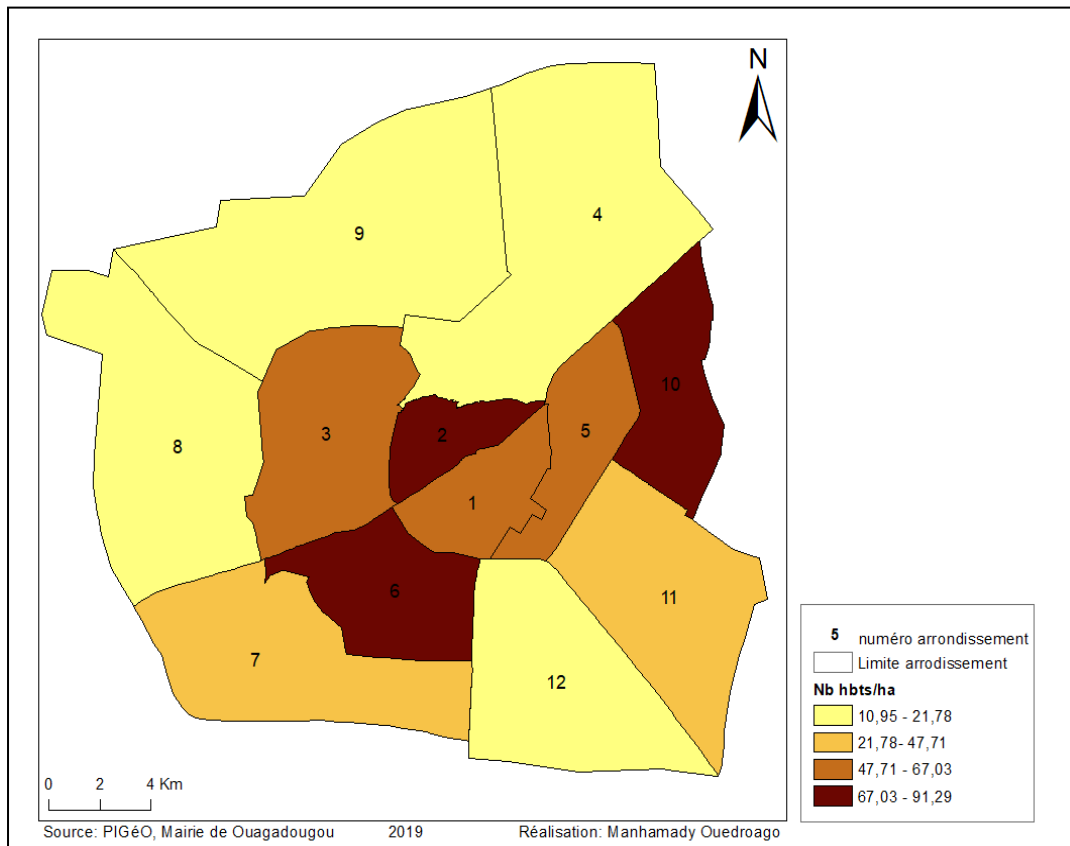 N
4
9
10
3
2
5
8
1
6
11
7
12
5 numéro arrondissement
Limite arrodissement
Nb hbts/ha
10,95 - 21,78
21,78- 47,71
47,71 - 67,03
67,03 - 91,29
0 2 4 Km
Source: PIGéO, Mairie de Ouagadougou 2019 Réalisation: Manhamady Ouedroago